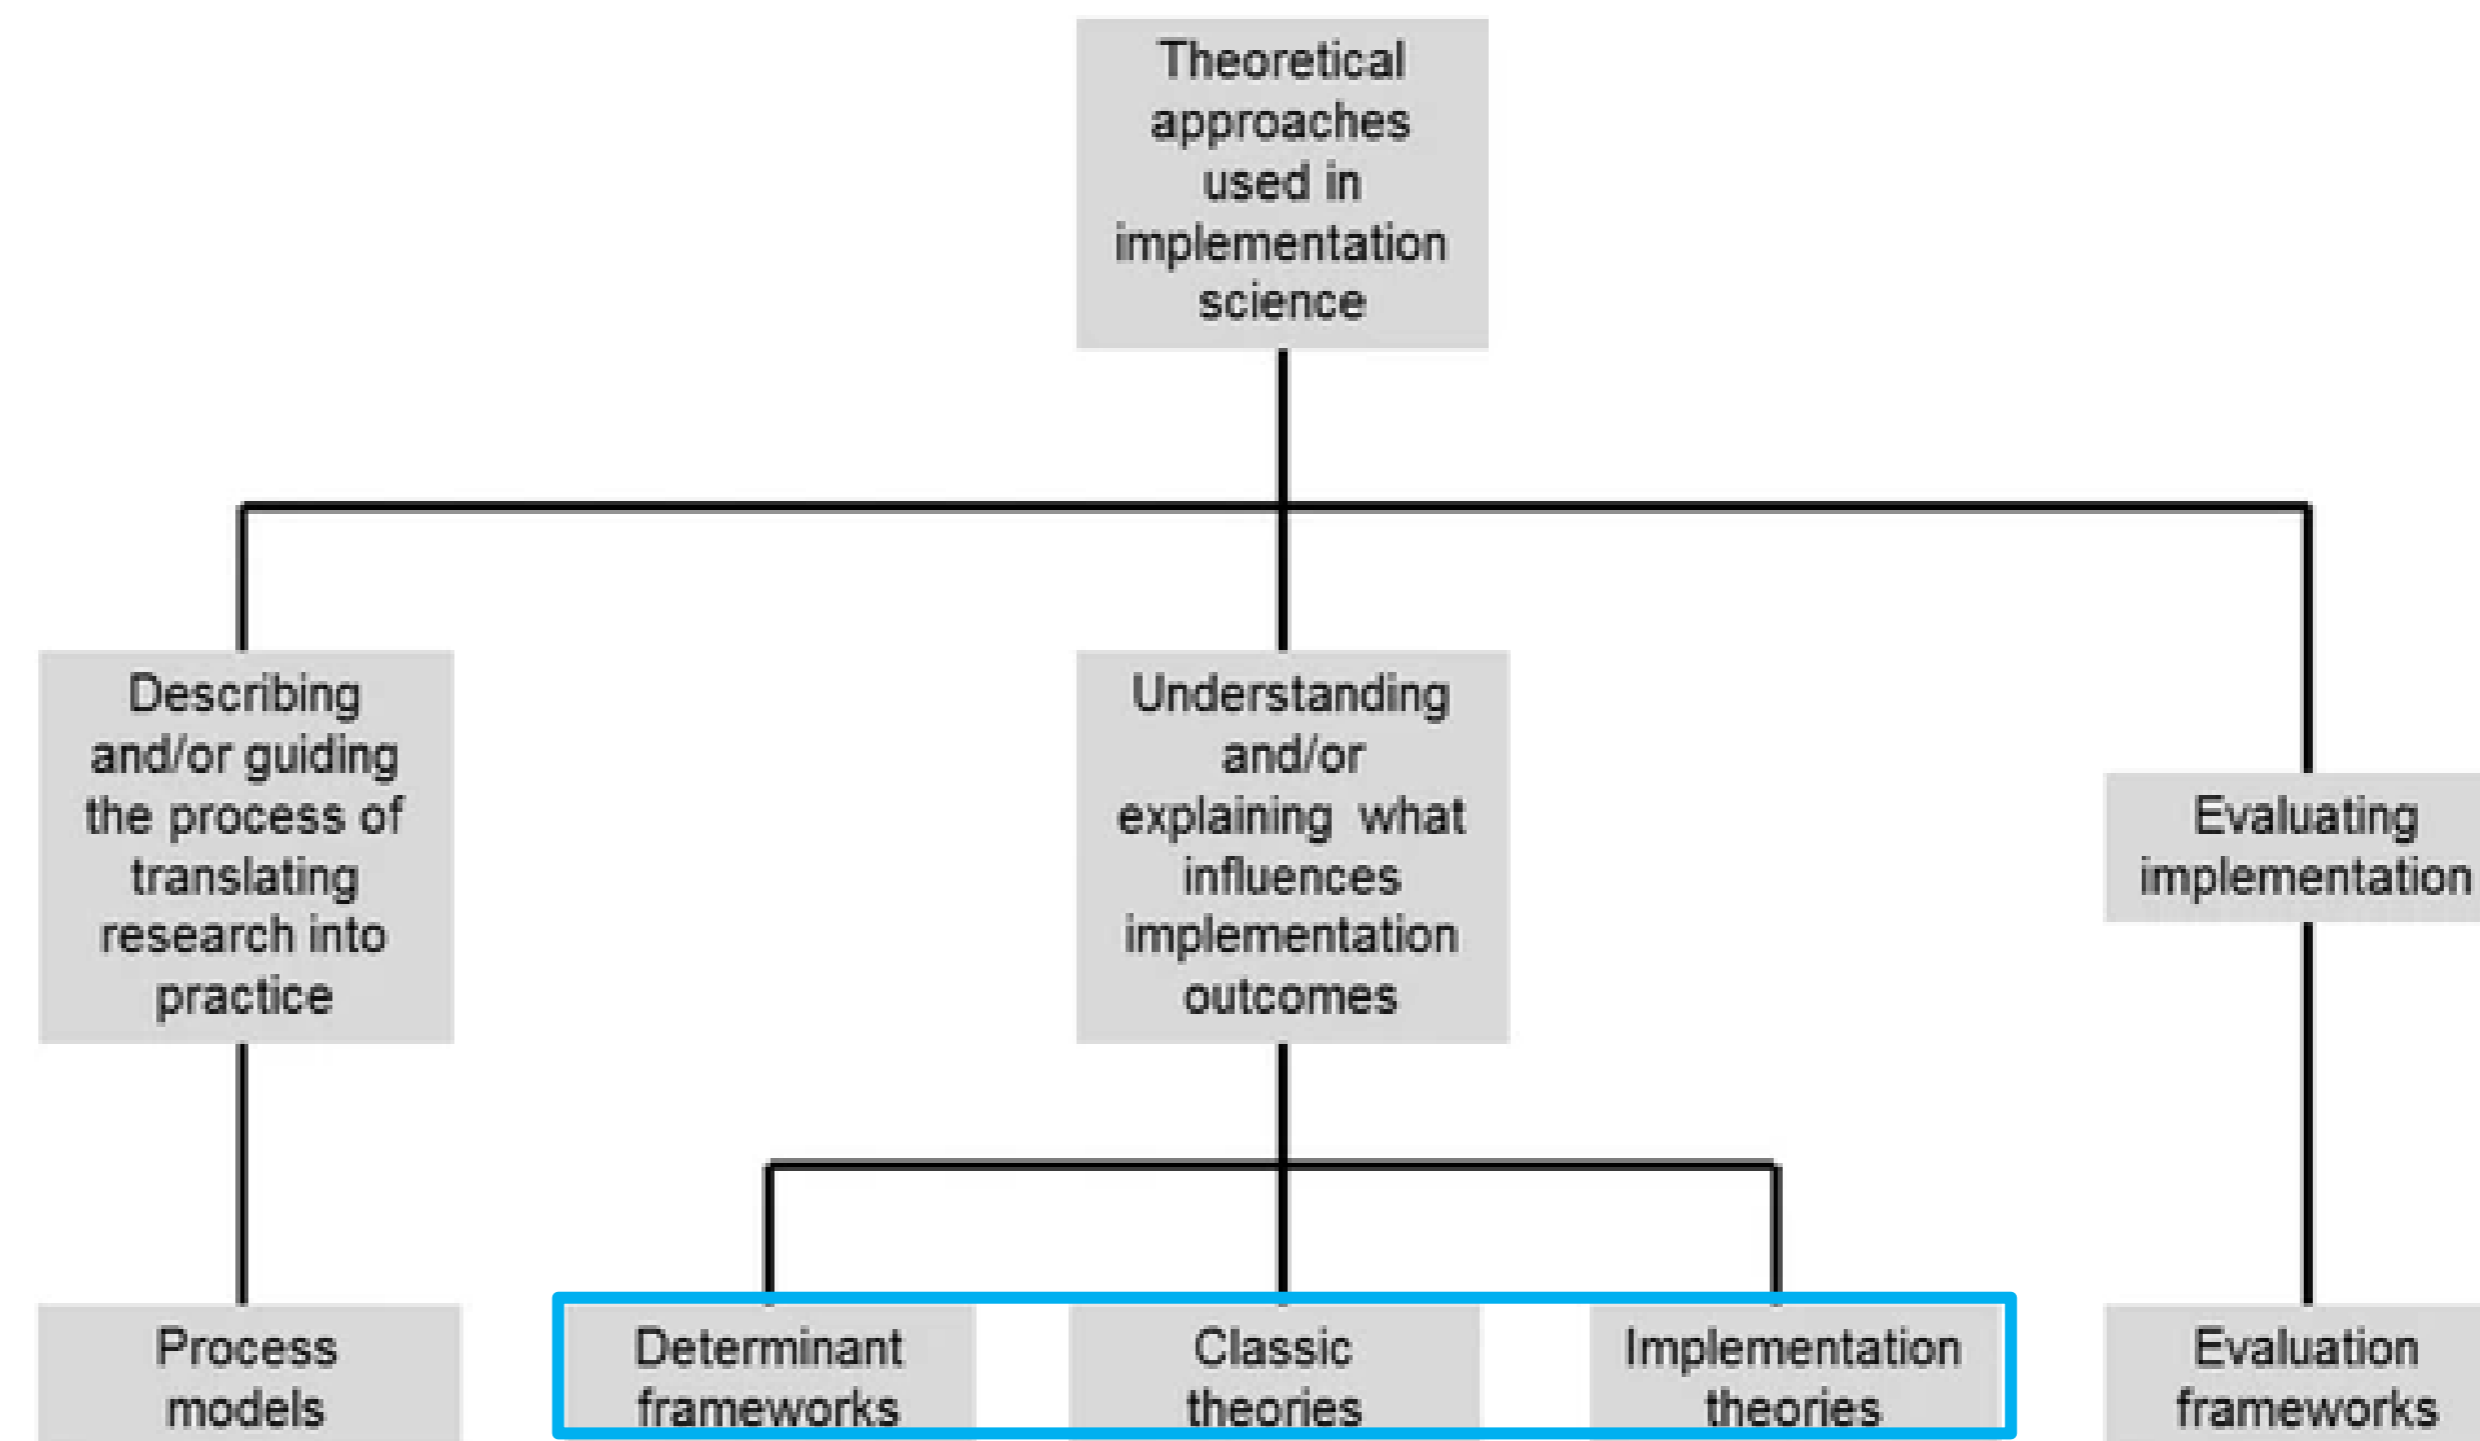 Theoretical
approaches
used in
implementation
science
Describing
and/or guiding
the process of
translating
research into
practice
Understanding
and/or
explaining what
influences
implementation
outcomes
Evaluating
implementation
Process
models
Determinant
frameworks
Classic
theories
Implementation
theories
Evaluation
frameworks